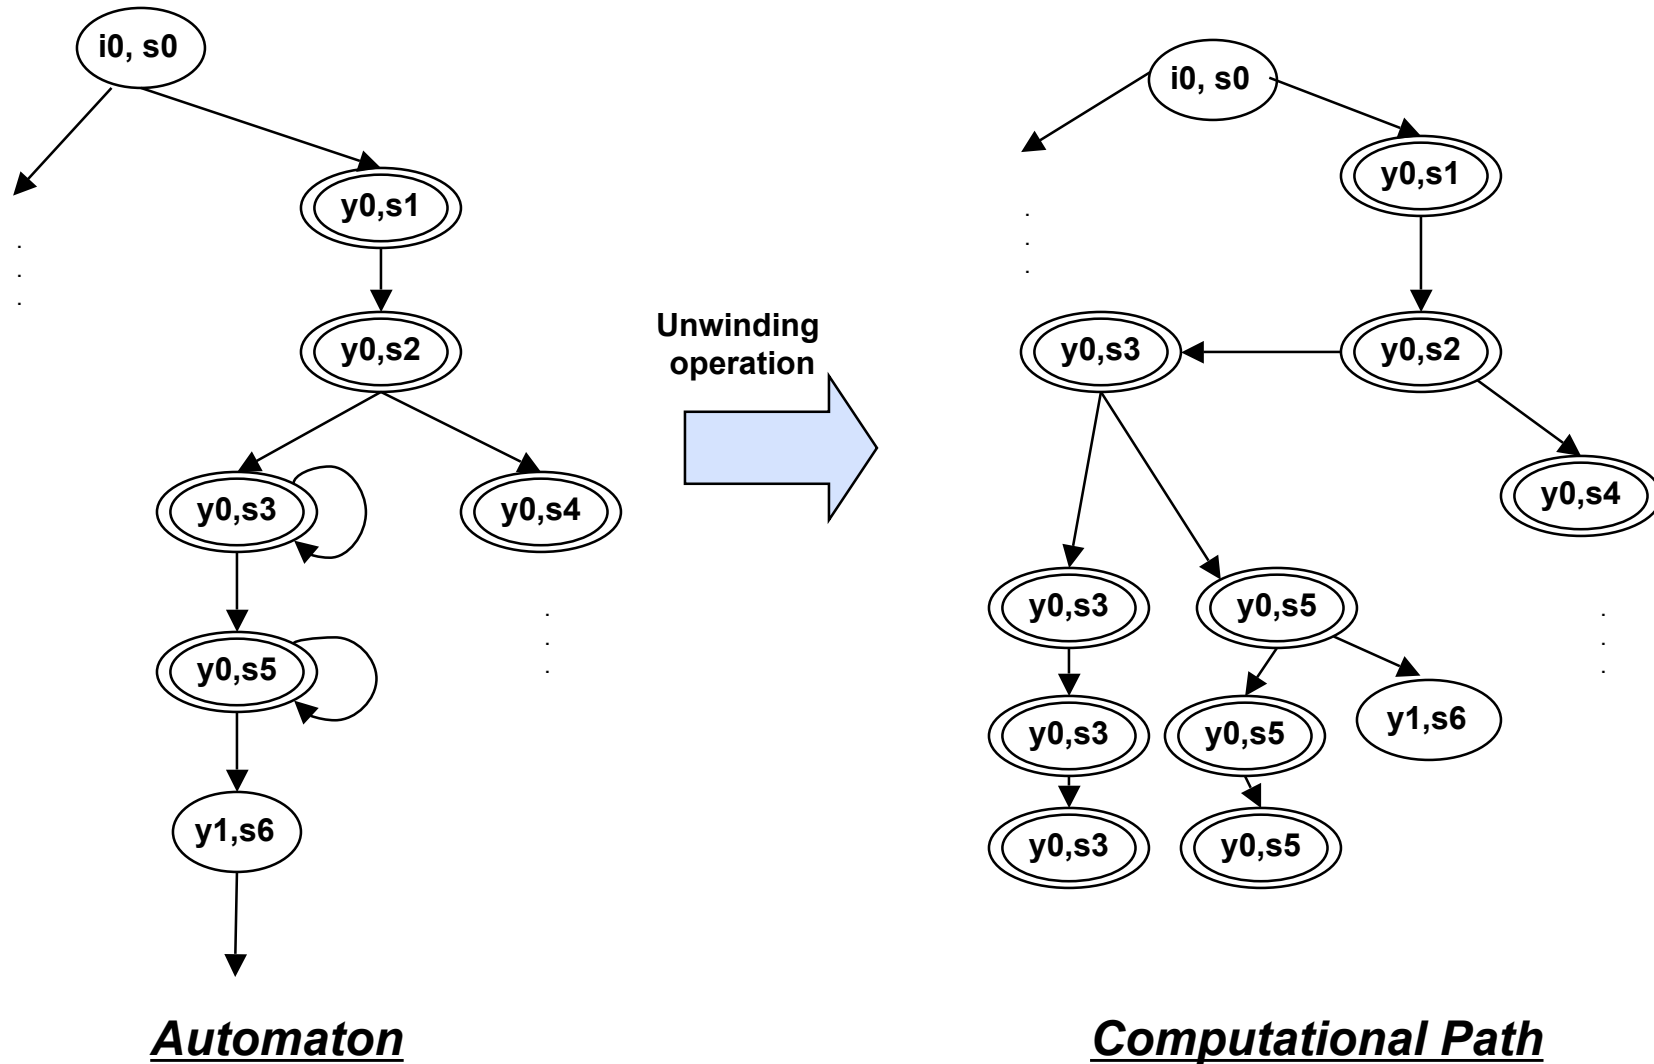 i0, s0
y0,s1
y0,s2
y0,s3
y0,s4
y0,s5
y1,s6
Automaton
Unwinding
operation
i0, s0
y0,s1
y0,s3
y0,s2
y0,s4
y0,s3
y0,s5
y0,s3
y0,s5
y1,s6
y0,s3
y0,s5
Computational Path